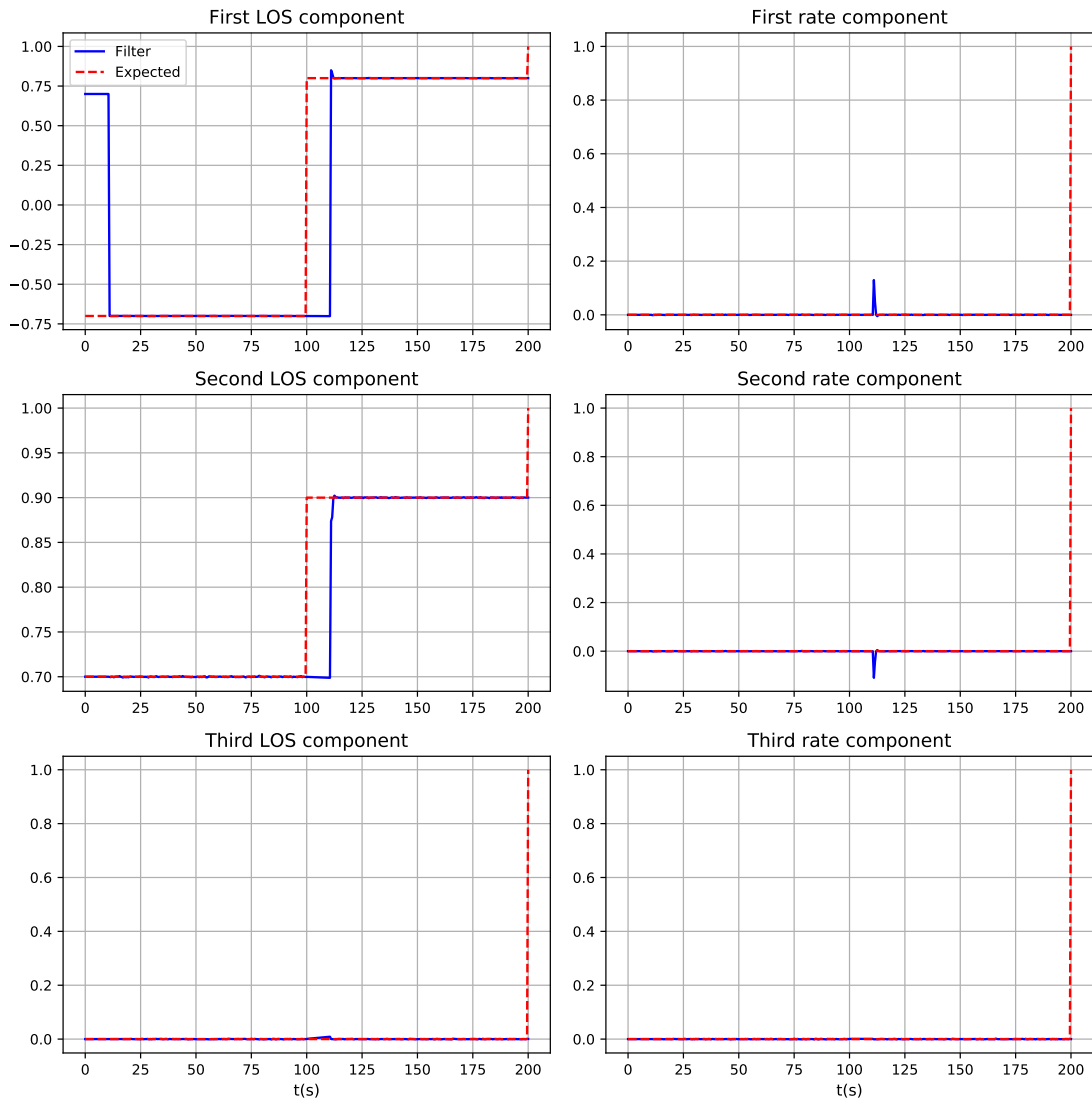 First LOS component
First rate component
1.00
0.75
0.50
0.25
0.00
−0.25
−0.50
−0.75
Filter
Expected
0 25 50 75 100 125 150 175 200
1.0
0.8
0.6
0.4
0.2
0.0
0 25 50 75 100 125 150 175 200
Second LOS component
Second rate component
1.00
0.95
0.90
0.85
0.80
0.75
0.70
0 25 50 75 100 125 150 175 200
1.0
0.8
0.6
0.4
0.2
0.0
0 25 50 75 100 125 150 175 200
Third LOS component
Third rate component
1.0
0.8
0.6
0.4
0.2
0.0
0 25 50 75 100 125 150 175 200
t(s)
1.0
0.8
0.6
0.4
0.2
0.0
0 25 50 75 100 125 150 175 200
t(s)